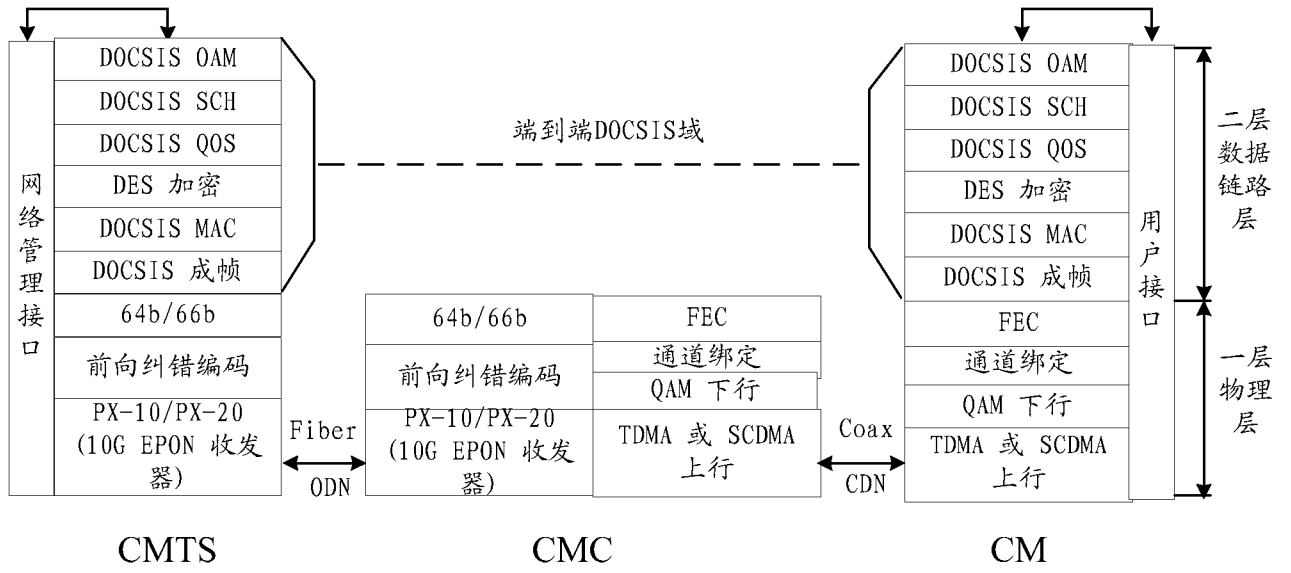 网络管理接口
DOCSIS OAM
DOCSIS SCH
DOCSIS QOS
DES 加密
DOCSIS MAC
DOCSIS 成帧
64b/66b
前向纠错编码
PX-10/PX-20
(10G EPON 收发
器)
CMTS
端到端DOCSIS域
Fiber
ODN
64b/66b
前向纠错编码
PX-10/PX-20
(10G EPON 收发
器)
FEC
通道绑定
QAM 下行
TDMA 或 SCDMA
上行
CMC
Coax
CDN
DOCSIS OAM
DOCSIS SCH
DOCSIS QOS
DES 加密
DOCSIS MAC
DOCSIS 成帧
FEC
通道绑定
QAM 下行
TDMA 或 SCDMA
上行
CM
用户接口
二层
数据
链路
层
一层
物理
层